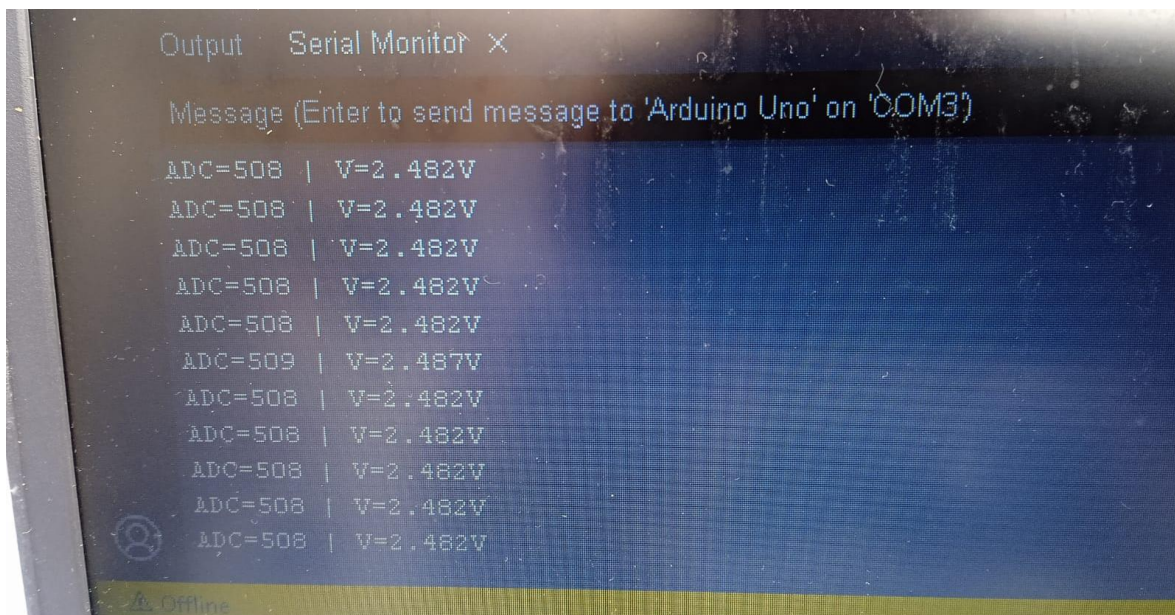 Output Serial Monitor ×
Message (Enter to send message to 'Arduino Uno' on 'COM3')
ADC=508 | V=2.482V
ADC=508 | V=2.482V
ADC=508 | V=2.482V
ADC=508 | V=2.482V
ADC=508 | V=2.482V
ADC=509 | V=2.487V
ADC=508 | V=2.482V
ADC=508 | V=2.482V
ADC=508 | V=2.482V
ADC=508 | V=2.482V
ADC=508 | V=2.482V
Offline